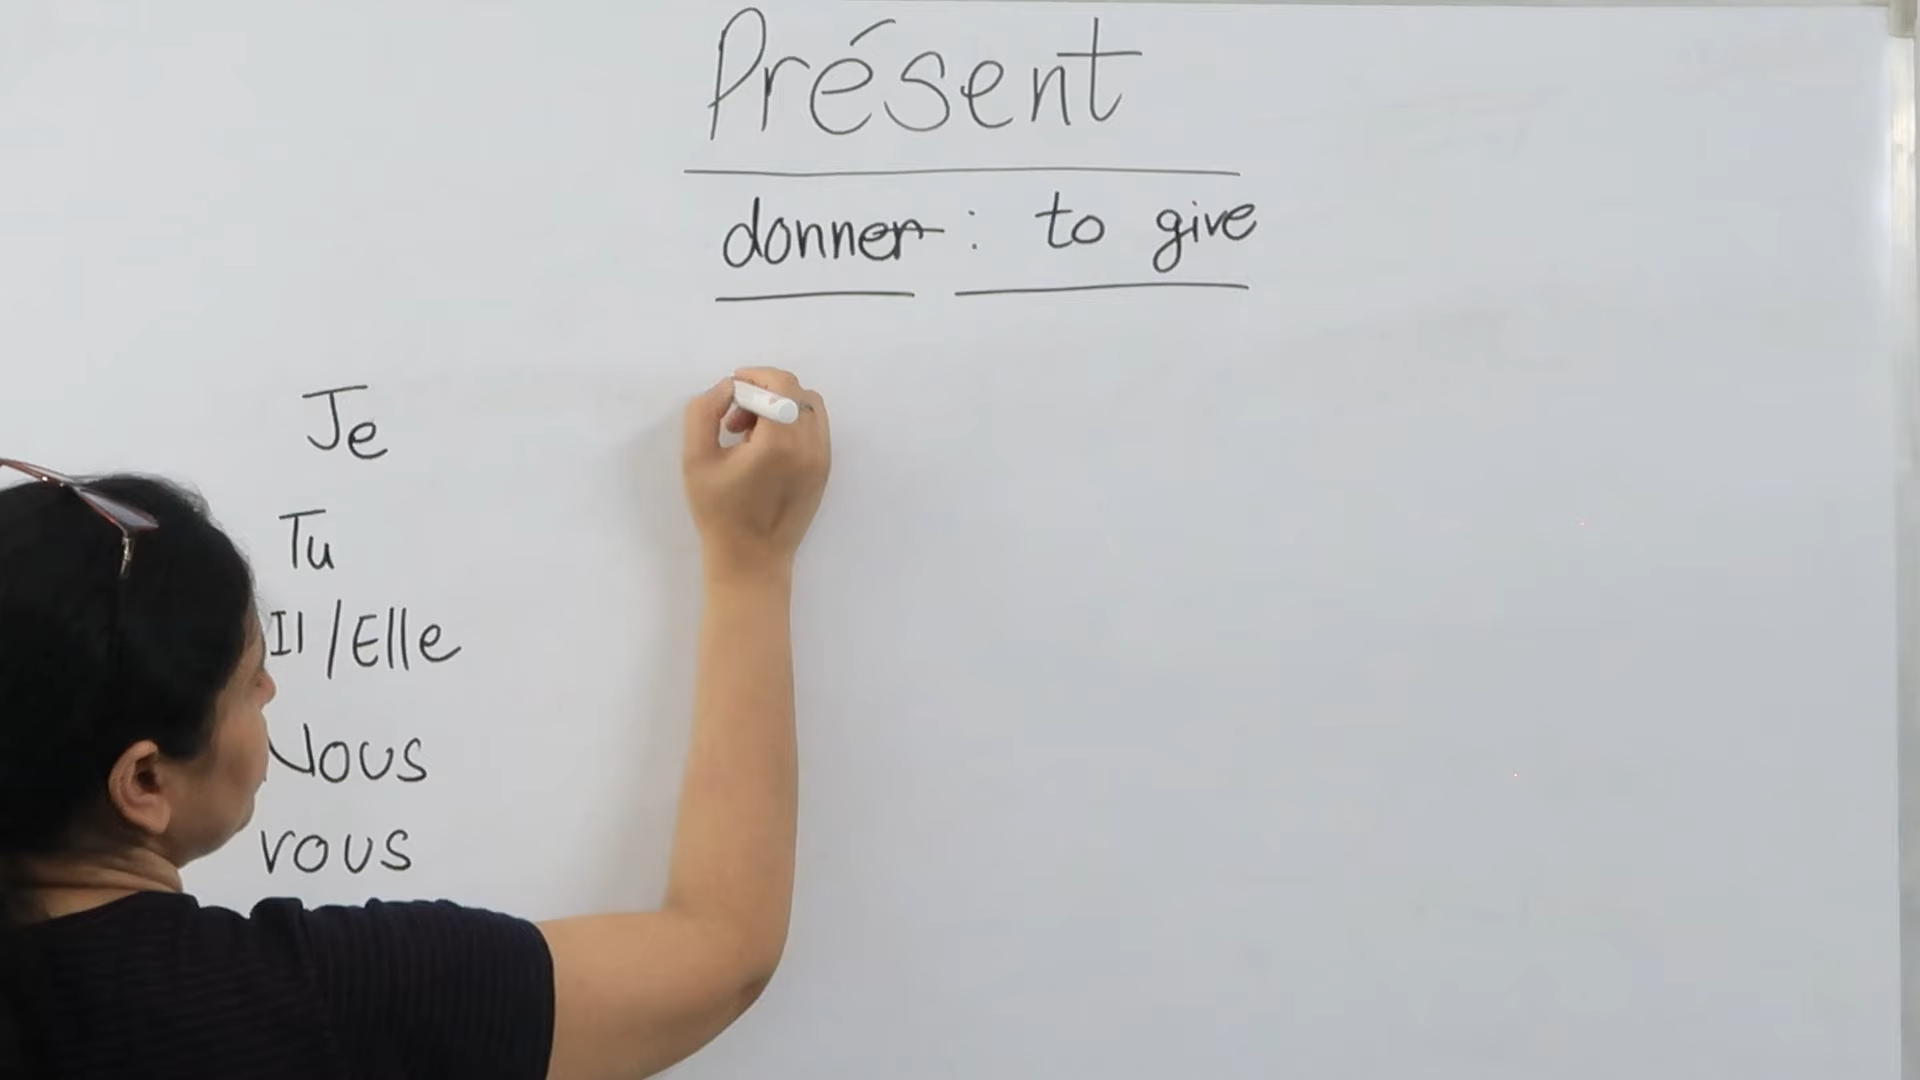 Présent
donner : to give
Je
Tu
Il /Elle
Nous
vous